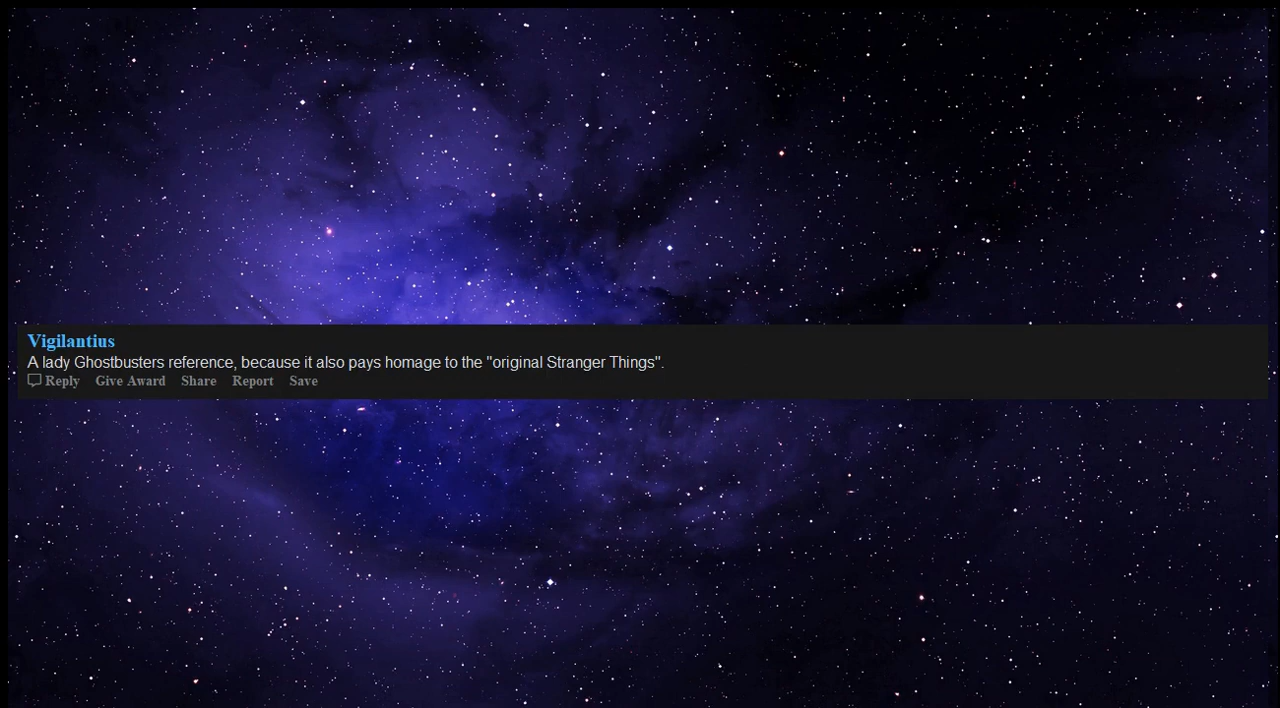 Vigilantius
A lady Ghostbusters reference, because it also pays homage to the "original Stranger Things".
Reply Give Award Share Report Save